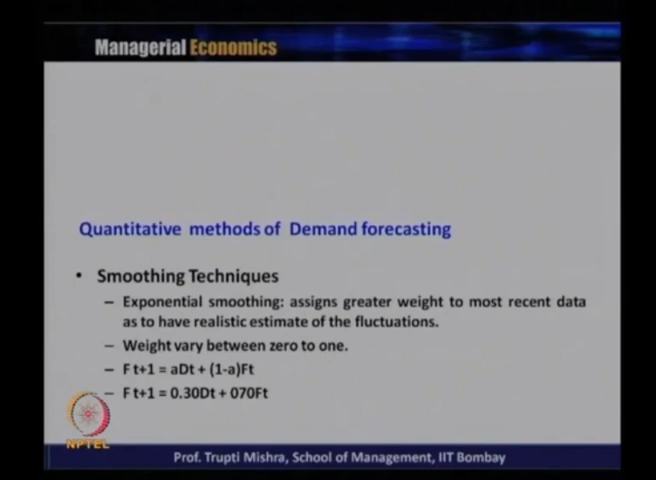 Managerial Economics
Quantitative methods of Demand forecasting
• Smoothing Techniques
– Exponential smoothing: assigns greater weight to most recent data
as to have realistic estimate of the fluctuations.
– Weight vary between zero to one.
– F t+1 = aDt + (1-a)Ft
– F t+1 = 0.30Dt + 070Ft
NPTEL
Prof. Trupti Mishra, School of Management, IIT Bombay